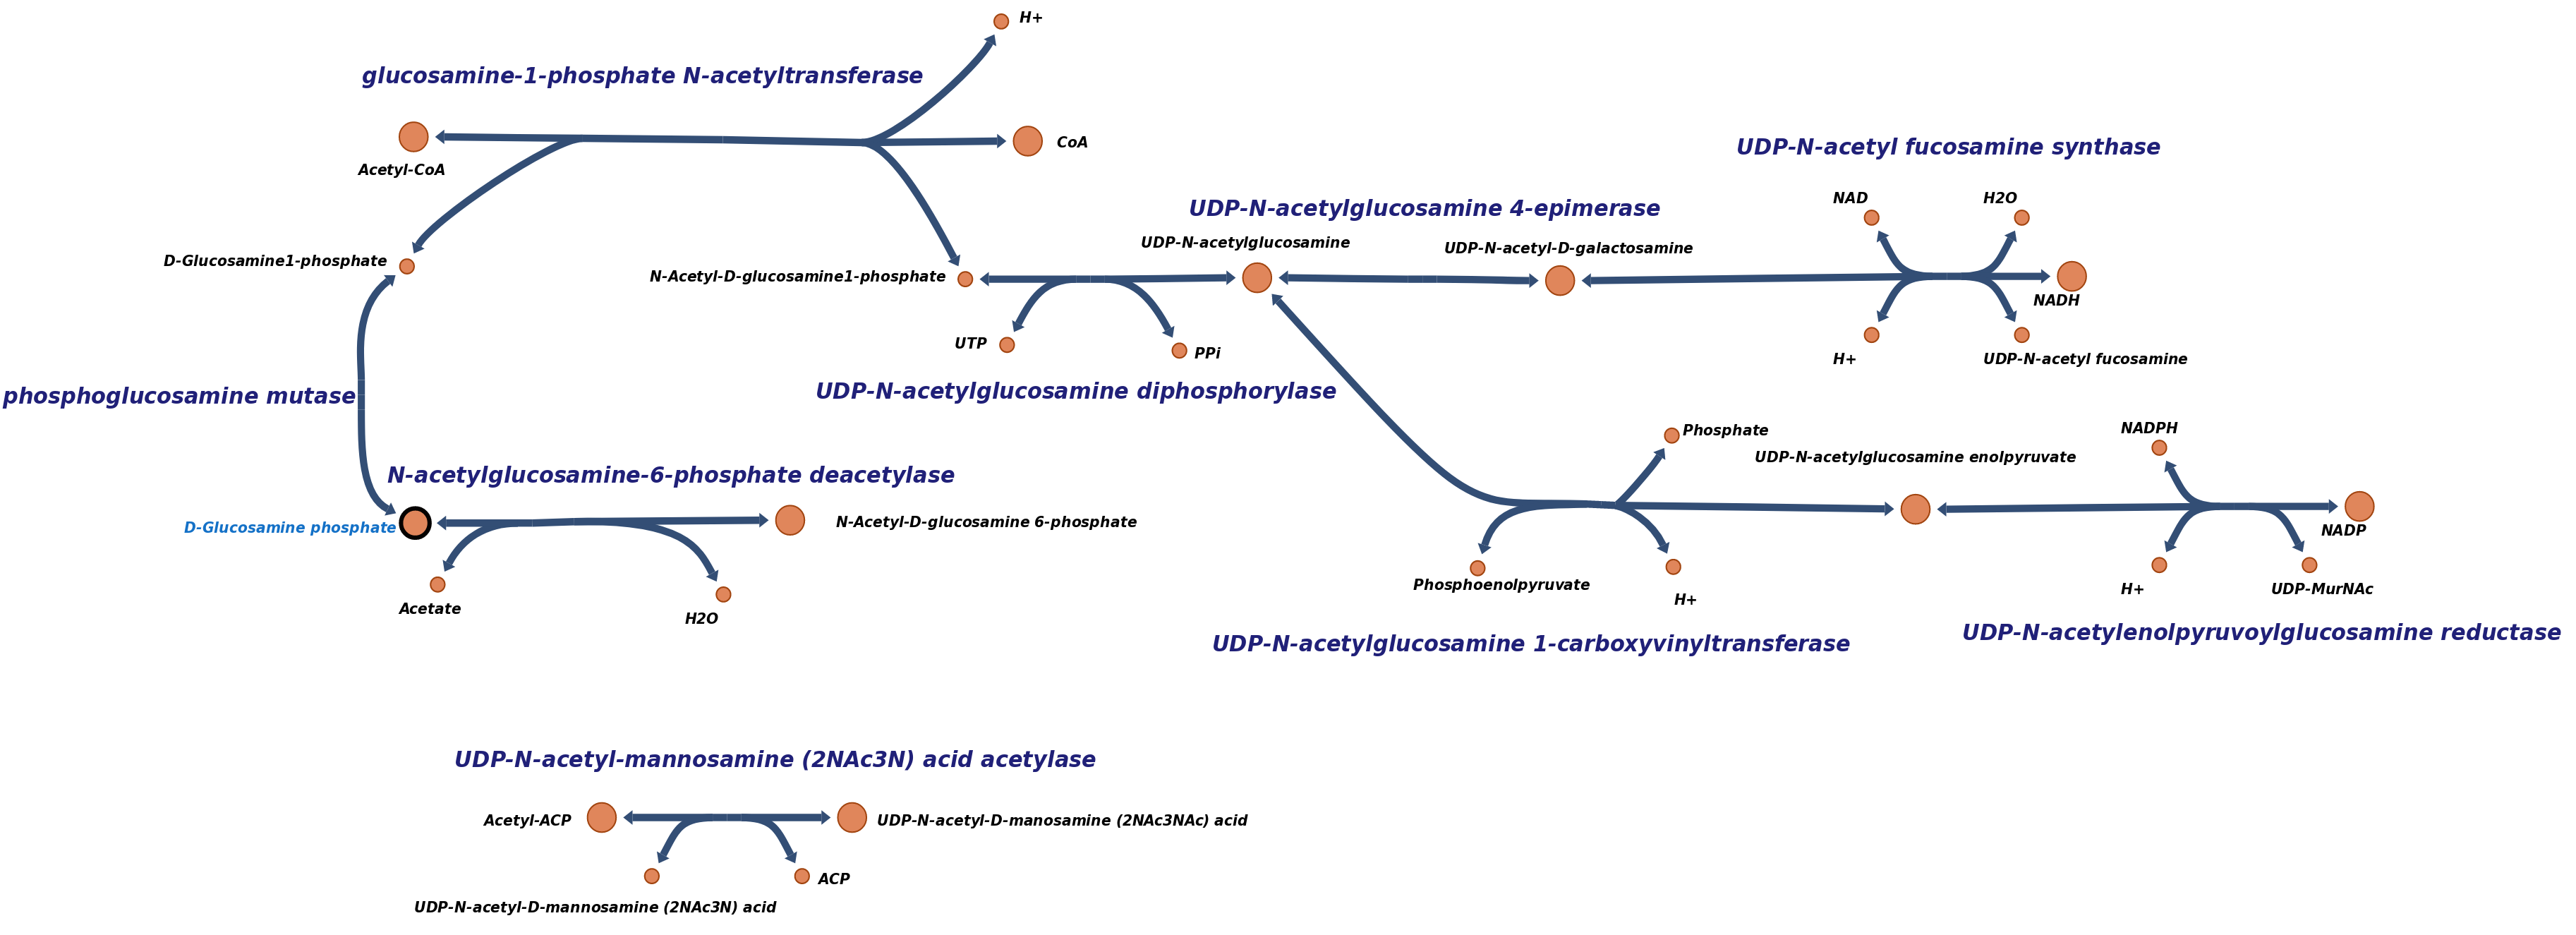 H+
glucosamine-1-phosphate N-acetyltransferase
CoA
Acetyl-CoA
UDP-N-acetyl fucosamine synthase
NAD
H2O
UDP-N-acetylglucosamine 4-epimerase
UDP-N-acetylglucosamine
UDP-N-acetyl-D-galactosamine
D-Glucosamine1-phosphate
N-Acetyl-D-glucosamine1-phosphate
NADH
UTP
PPi
H+
UDP-N-acetyl fucosamine
phosphoglucosamine mutase
UDP-N-acetylglucosamine diphosphorylase
Phosphate
NADPH
UDP-N-acetylglucosamine enolpyruvate
N-acetylglucosamine-6-phosphate deacetylase
D-Glucosamine phosphate
N-Acetyl-D-glucosamine 6-phosphate
NADP
Phosphoenolpyruvate
H+
H+
UDP-MurNAc
Acetate
H2O
UDP-N-acetylglucosamine 1-carboxyvinyltransferase
UDP-N-acetylenolpyruvoylglucosamine reductase
UDP-N-acetyl-mannosamine (2NAc3N) acid acetylase
Acetyl-ACP
UDP-N-acetyl-D-manosamine (2NAc3NAc) acid
ACP
UDP-N-acetyl-D-mannosamine (2NAc3N) acid